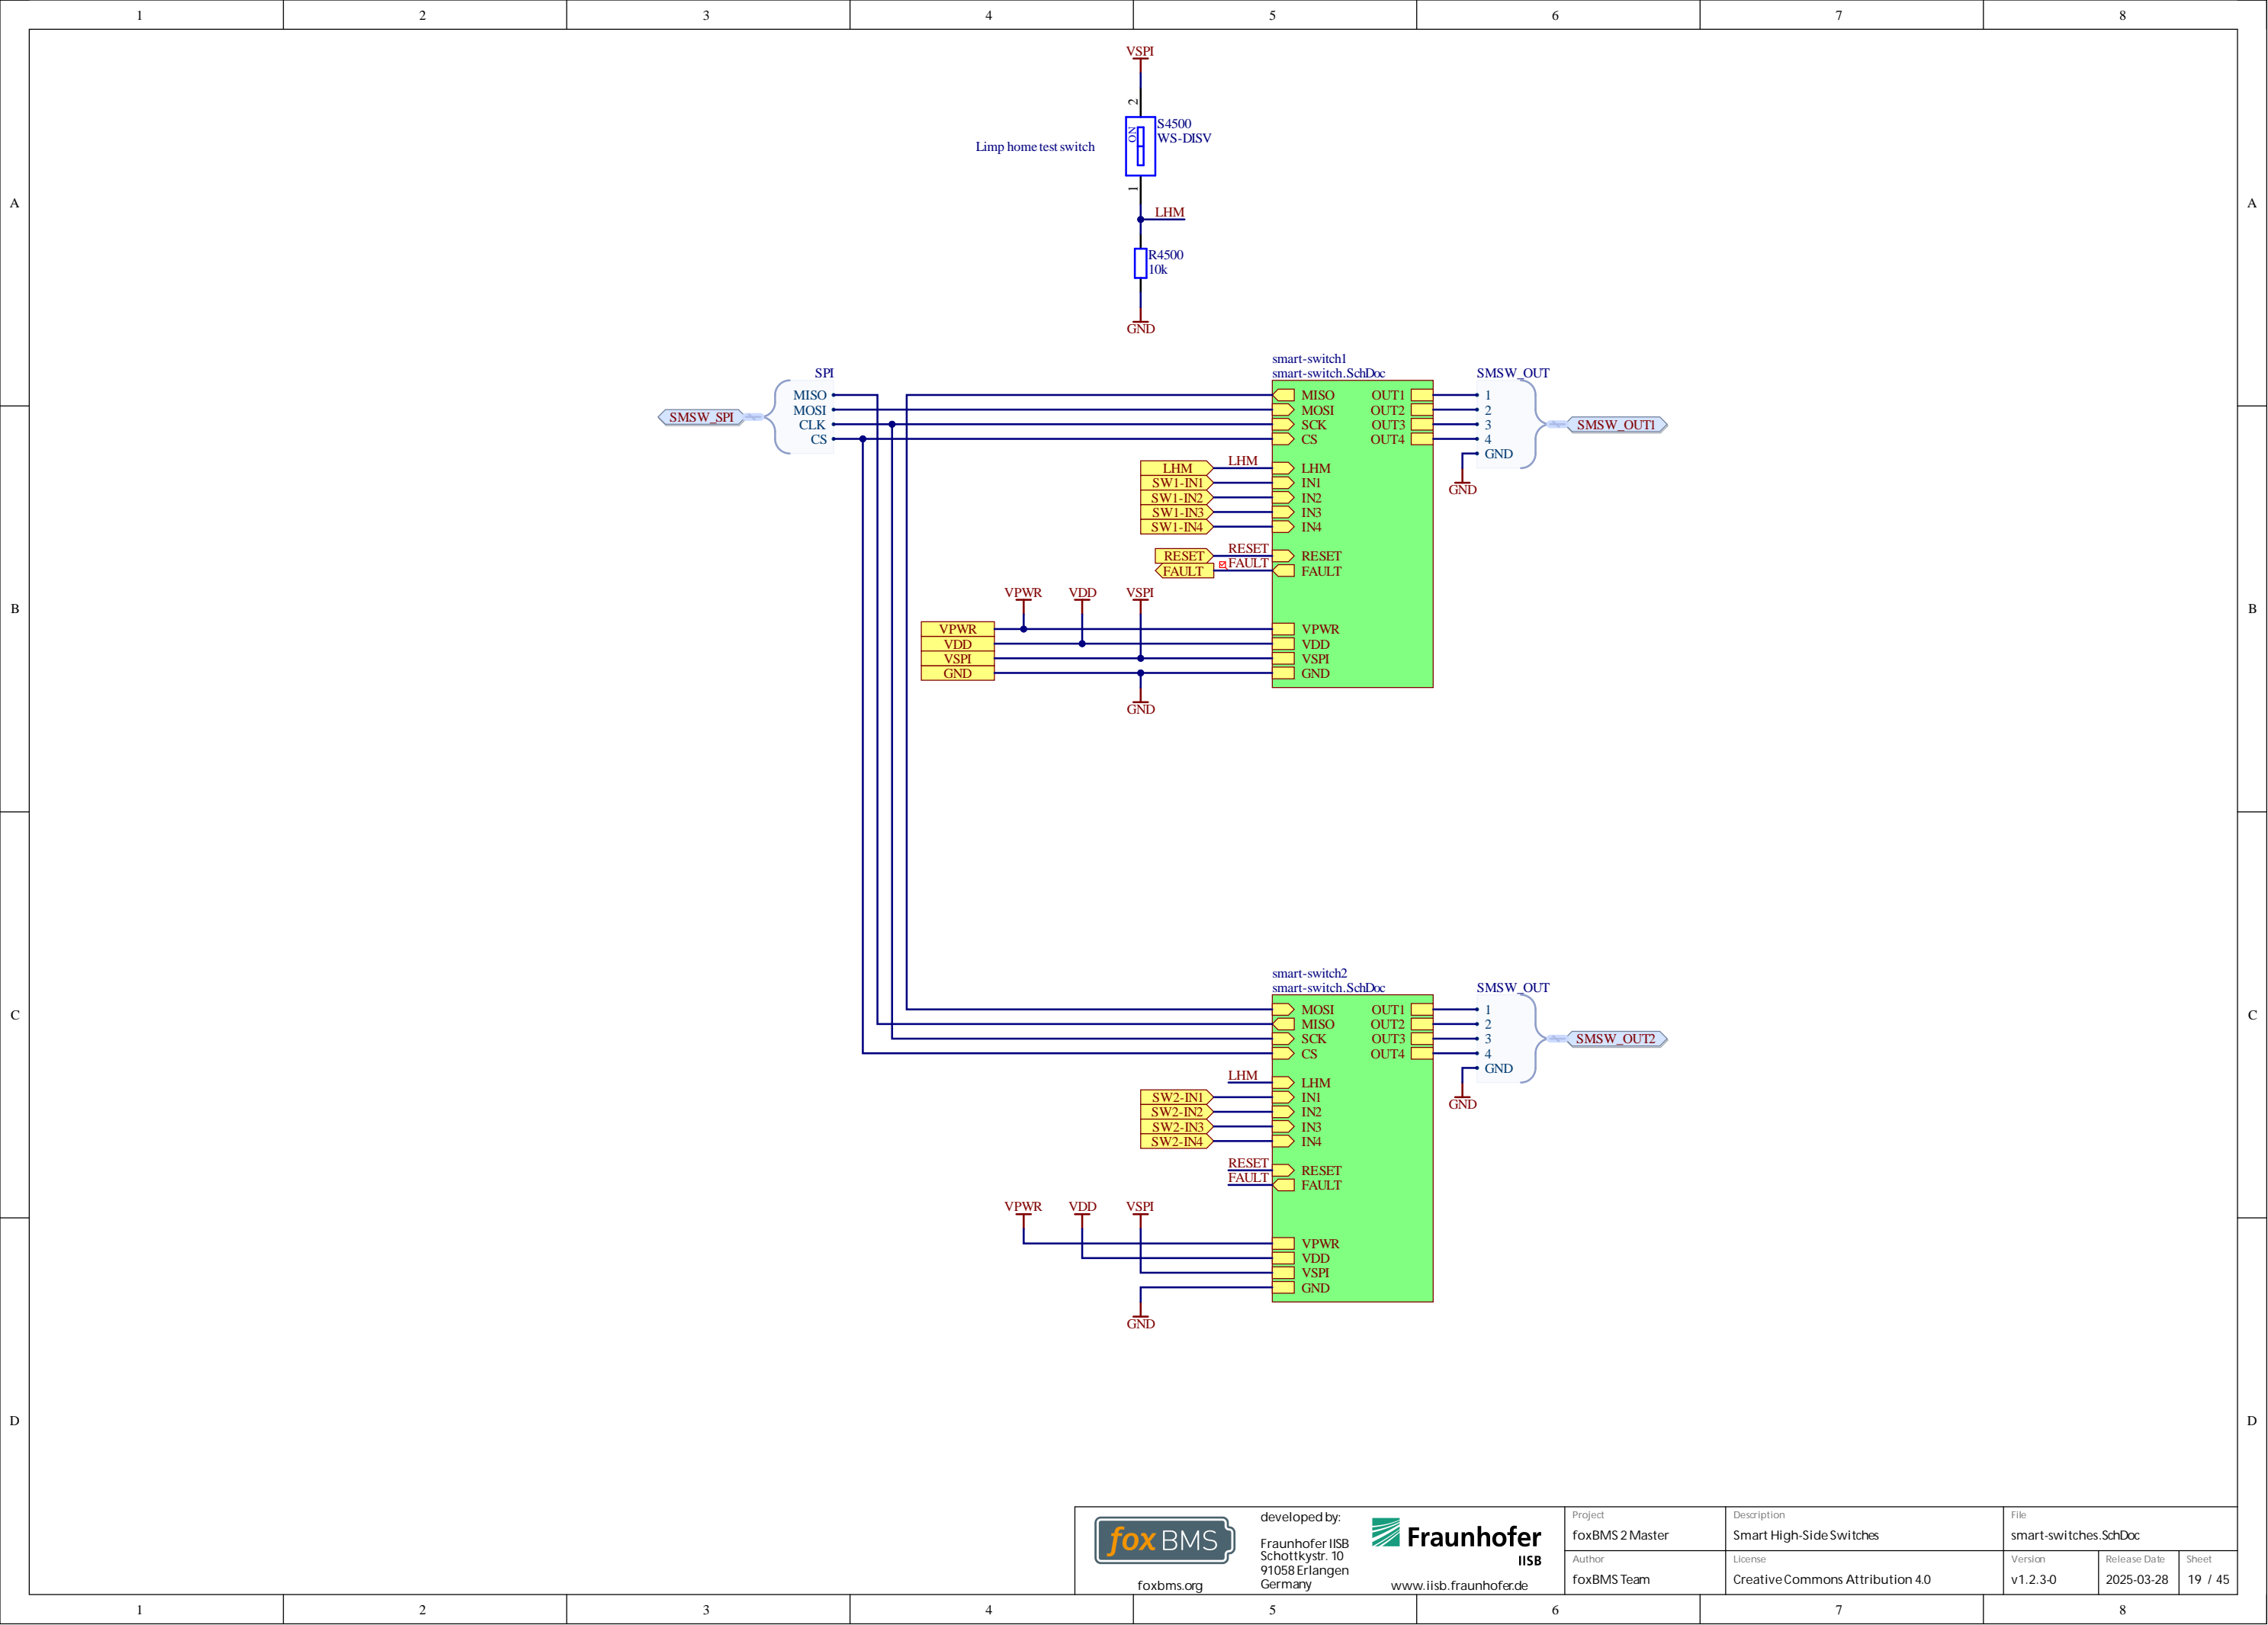 1 2 3 4 5 6 7 8
VSPI
2
ON
S4500
WS-DISV
Limp home test switch
1
LHM
A A
R4500
10k
GND
smart-switch1
SPI smart-switch.SchDoc SMSW_OUT
MISO MISO OUT1 1
MOSI MOSI OUT2 2
SMSW_SPI CLK SCK OUT3 3 SMSW_OUT1
CS CS OUT4 4
GND
LHM LHM LHM
SW1-IN1 IN1 GND
SW1-IN2 IN2
SW1-IN3 IN3
SW1-IN4 IN4
RESET RESET RESET
FAULT FAULT FAULT
VPWR VDD VSPI
B B
VPWR VPWR
VDD VDD
VSPI VSPI
GND GND
GND
smart-switch2
smart-switch.SchDoc SMSW_OUT
MOSI OUT1 1
C C
MISO OUT2 2
SCK OUT3 3 SMSW_OUT2
CS OUT4 4
GND
LHM LHM
SW2-IN1 IN1 GND
SW2-IN2 IN2
SW2-IN3 IN3
SW2-IN4 IN4
RESET RESET
FAULT FAULT
VPWR VDD VSPI
VPWR
VDD
VSPI
GND
GND
D D
fox BMS
foxbms.org
developed by:
Fraunhofer IISB
Schottkystr. 10
91058 Erlangen
Germany
Fraunhofer
IISB
www.iisb.fraunhofer.de
Project
foxBMS 2 Master
Description
Smart High-Side Switches
File
smart-switches.SchDoc
Author
foxBMS Team
License
Creative Commons Attribution 4.0
Version
v1.2.3-0
Release Date
2025-03-28
Sheet
19 / 45
1 2 3 4 5 6 7 8